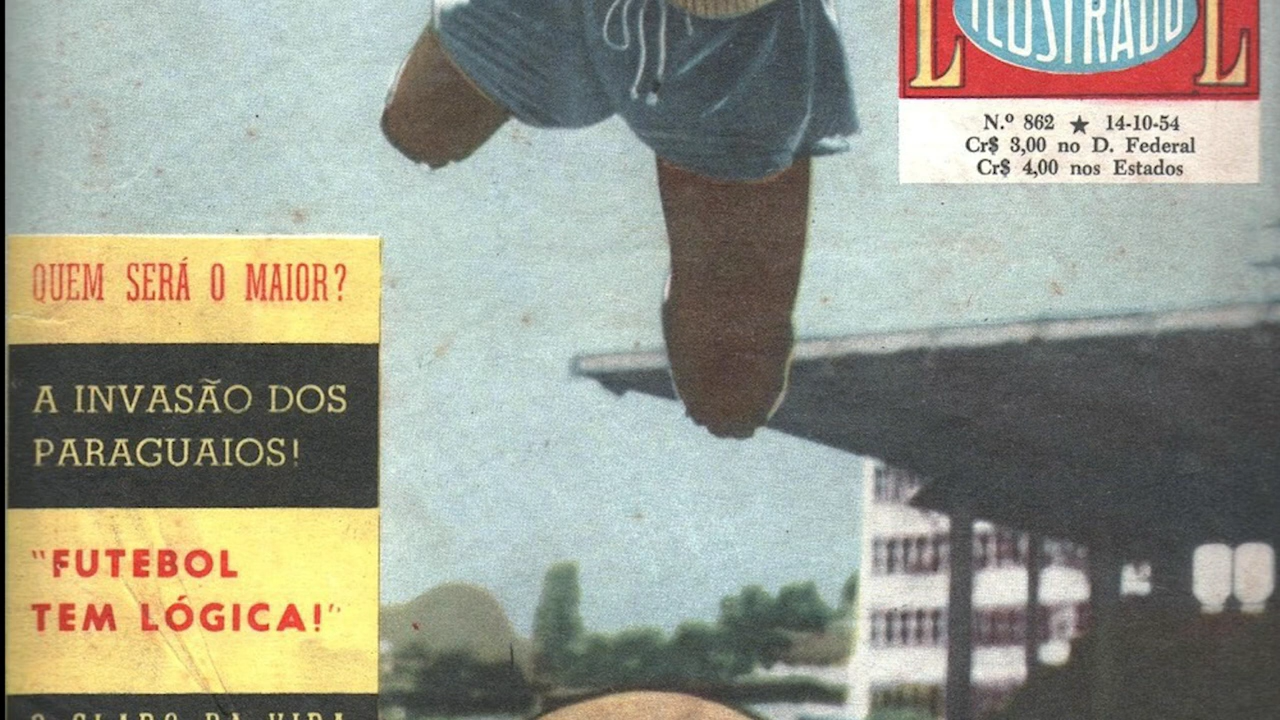 ILUSTRADO
L L
N.º 862 ★ 14-10-54
Cr$ 3,00 no D. Federal
Cr$ 4,00 nos Estados
QUEM SERÁ O MAIOR?
A INVASÃO DOS
PARAGUAIOS!
"FUTEBOL
TEM LÓGICA!"